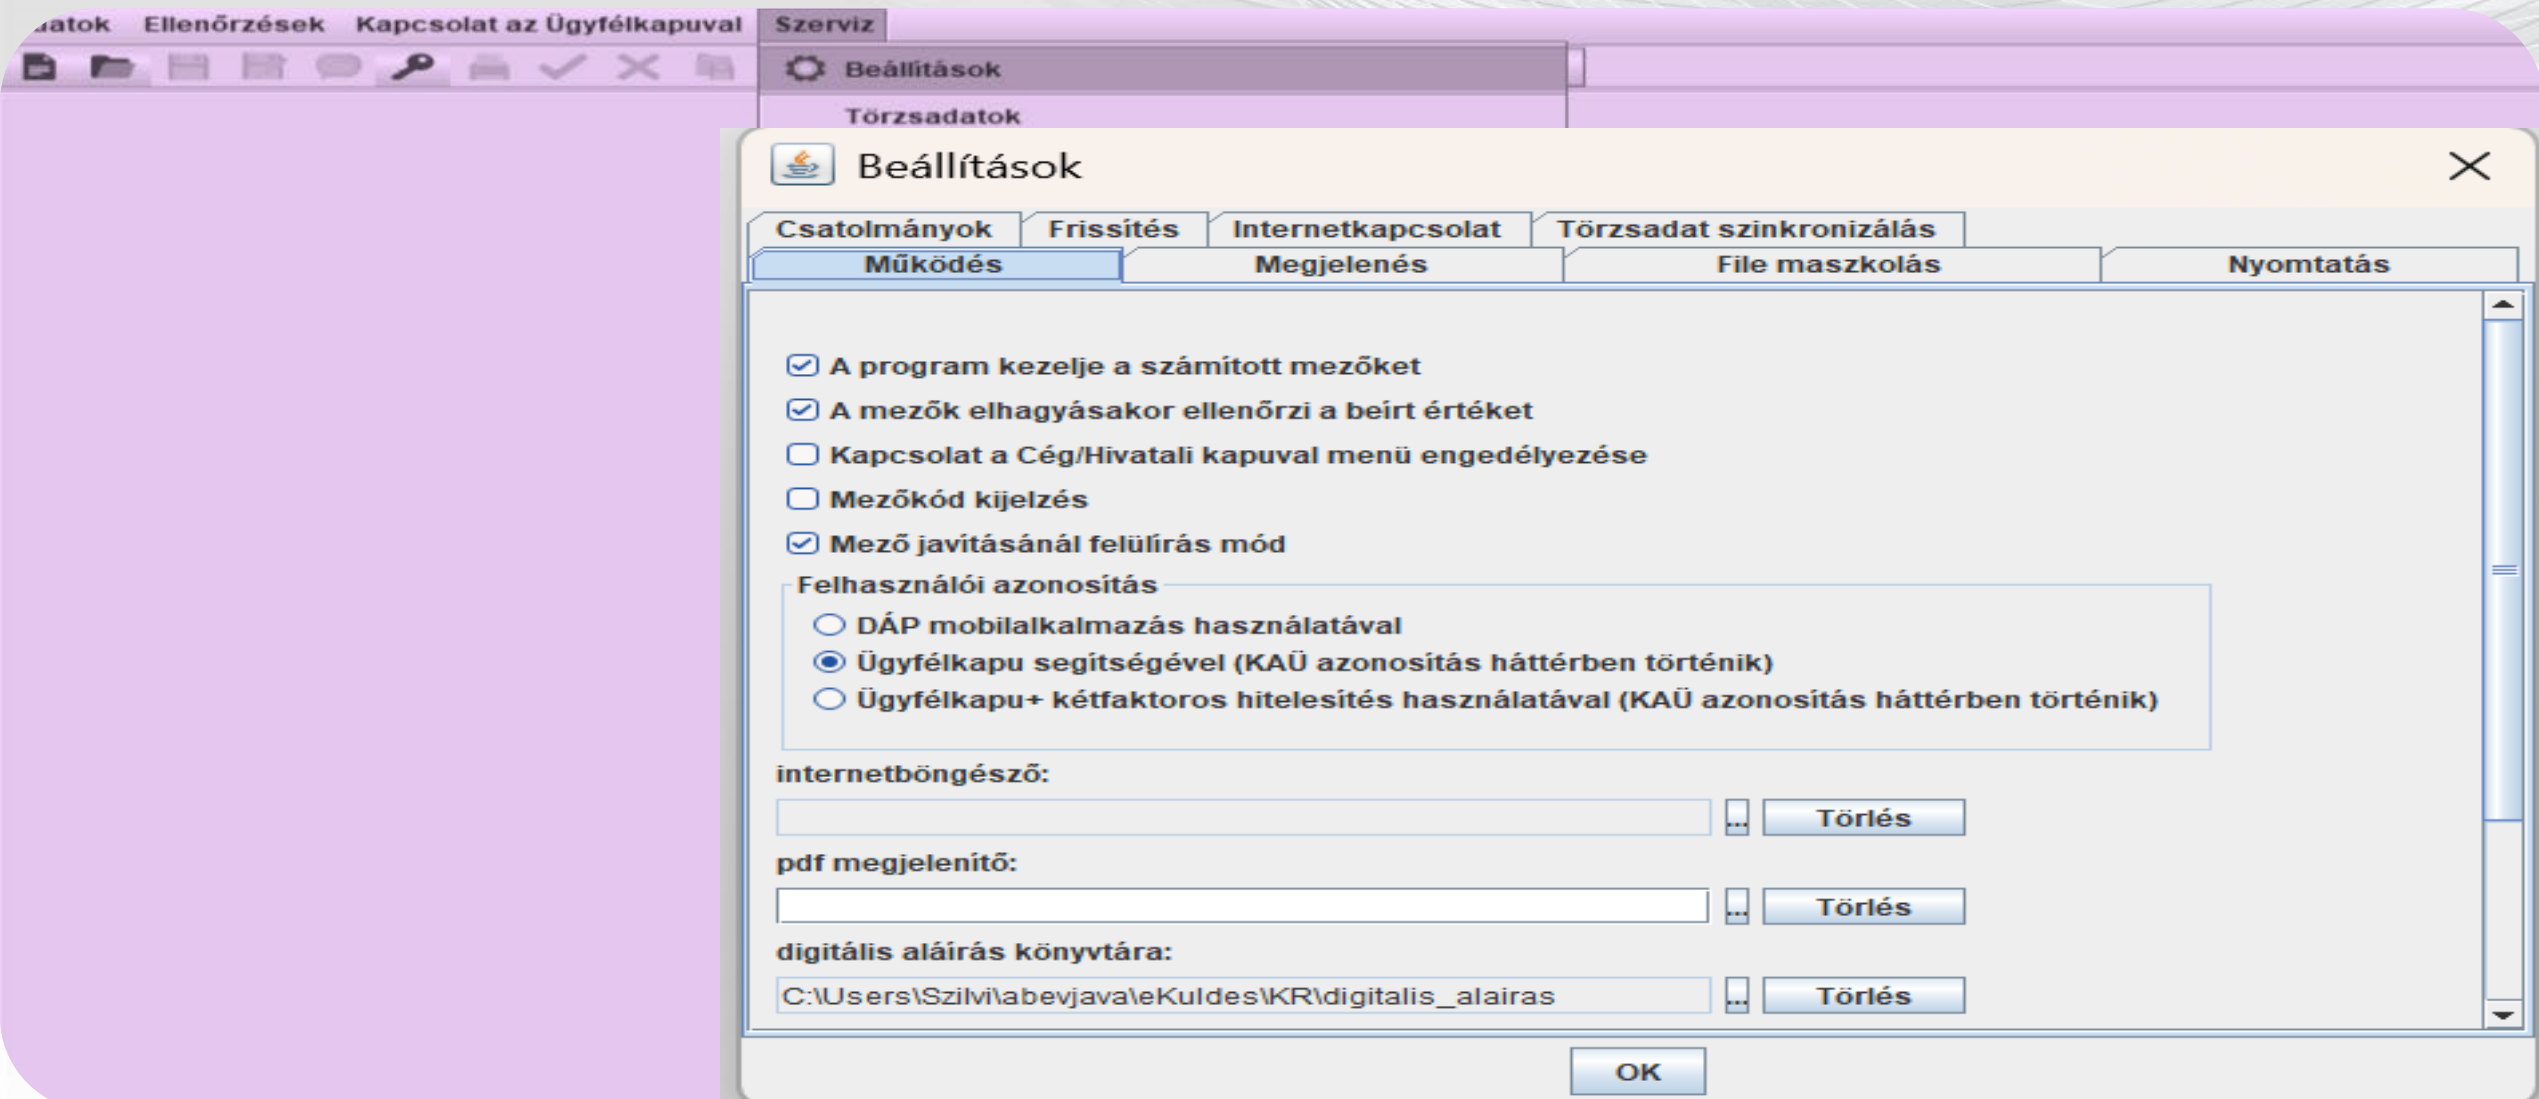 Ellenőrzések Kapcsolat az Ügyfélkapuval Szerviz
Beállítások
Törzsadatok
Beállítások
Csatolmányok Frissítés Internetkapcsolat Törzsadat szinkronizálás
Működés Megjelenés File maszkolás Nyomtatás
A program kezelje a számított mezőket
A mezők elhagyásakor ellenőrzi a beírt értéket
Kapcsolat a Cég/Hivatali kapuval menü engedélyezése
Mezőkód kijelzés
Mező javításánál felülírás mód
Felhasználói azonosítás
DÁP mobilalkalmazás használatával
Ügyfélkapu segítségével (KAÜ azonosítás háttérben történik)
Ügyfélkapu+ kétfaktoros hitelesítés használatával (KAÜ azonosítás háttérben történik)
internetböngésző:
... Törlés
pdf megjelenítő:
... Törlés
digitális aláírás könyvtára:
C:\Users\Szilvi\abevjava\eKuldes\KR\digitalis_alairas ... Törlés
OK